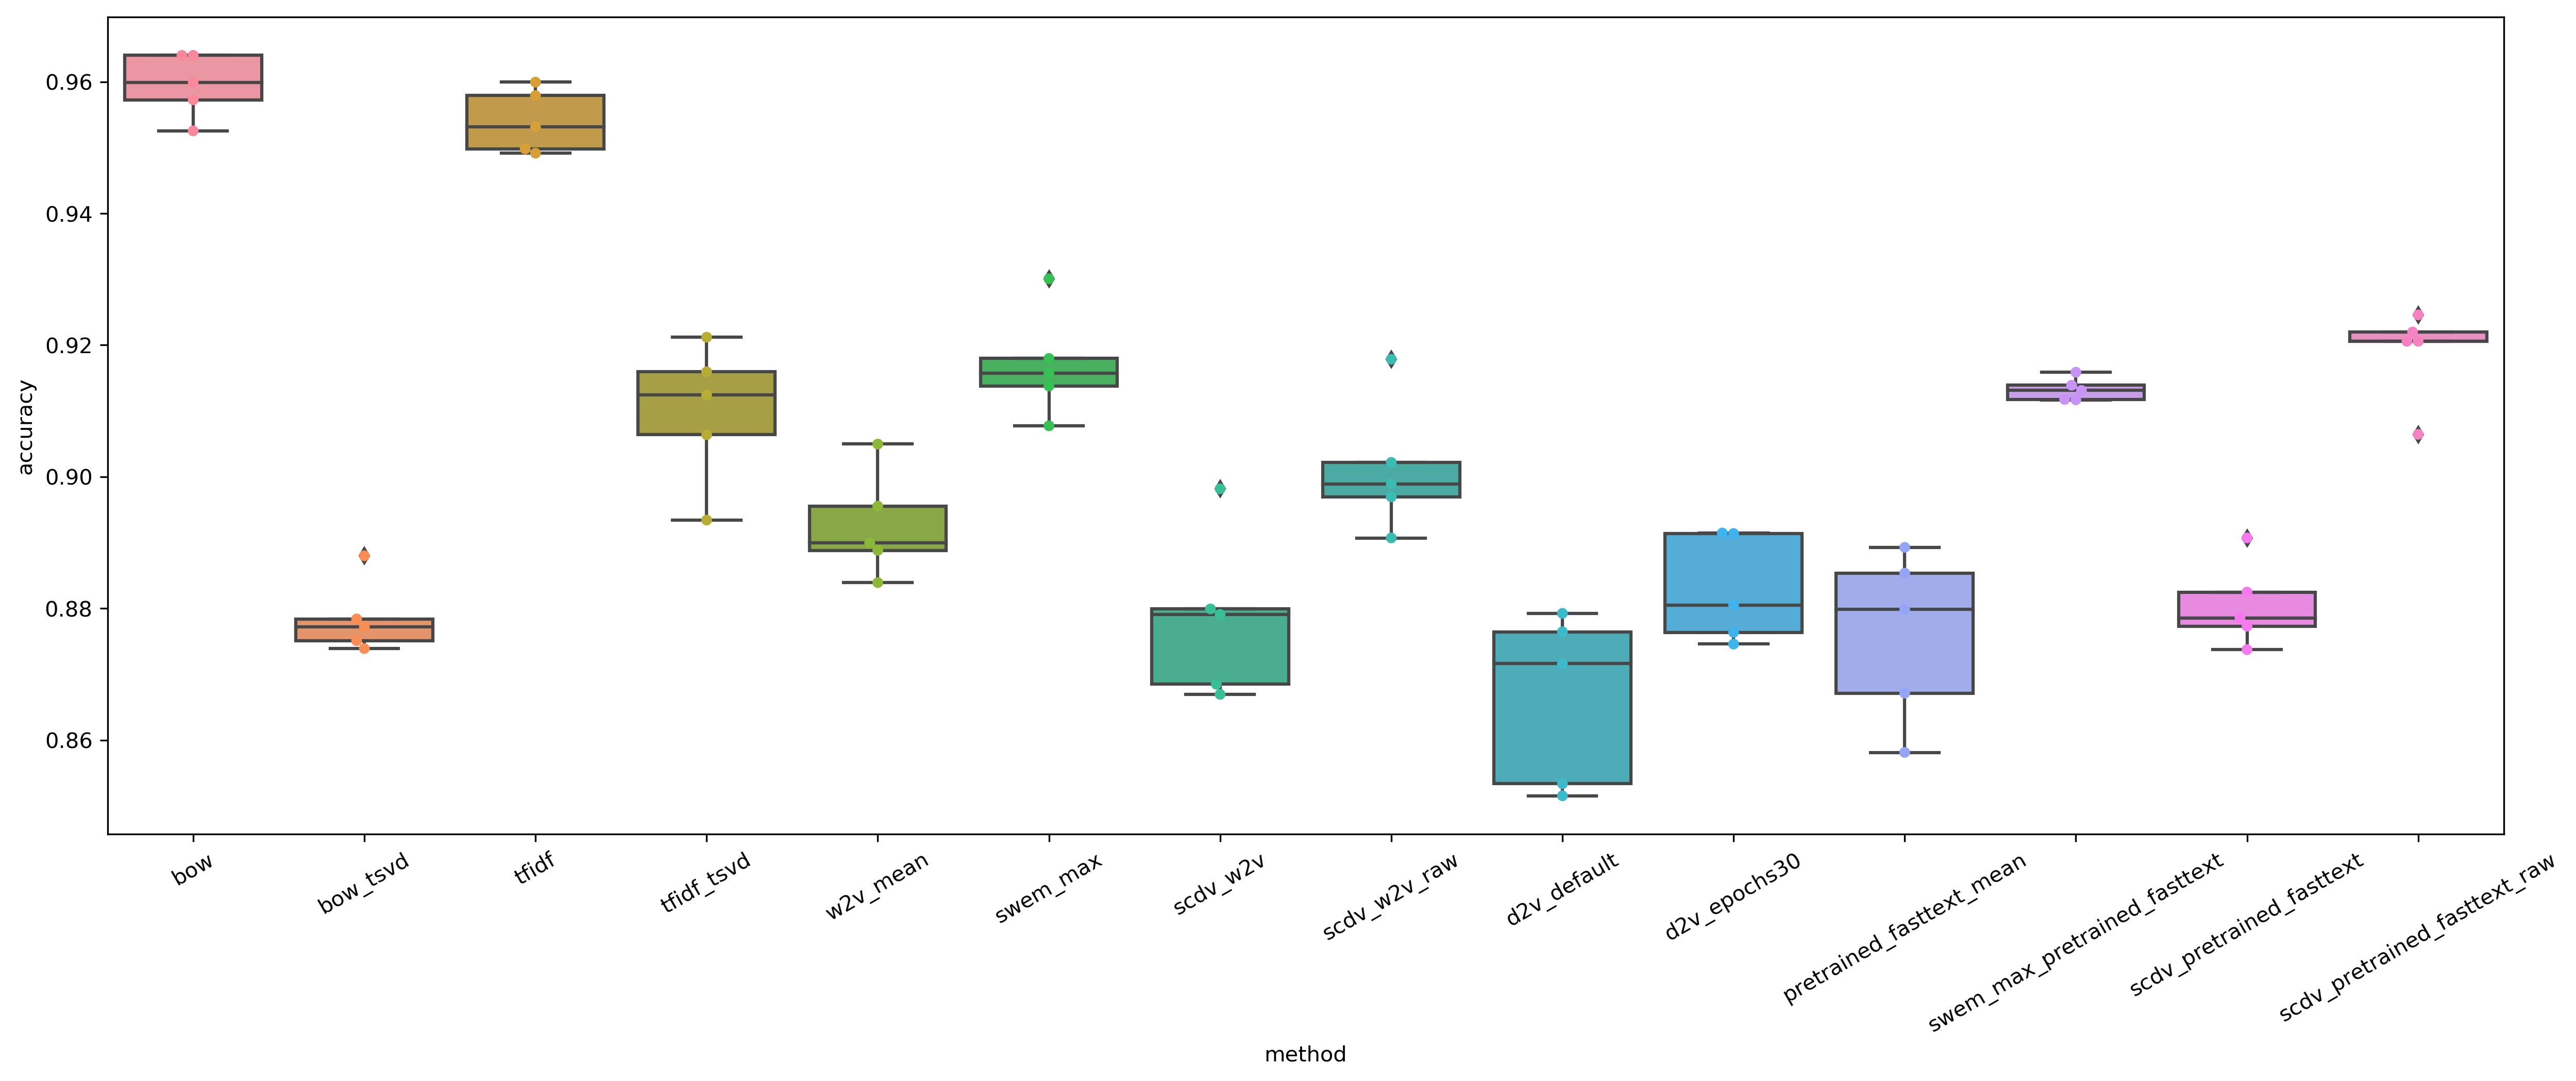 accuracy
0.96
0.94
0.92
0.90
0.88
0.86
bow
bow_tsvd
tfidf
tfidf_tsvd
w2v_mean
swem_max
scdv_w2v
scdv_w2v_raw
d2v_default
d2v_epochs30
pretrained_fasttext_mean
swem_max_pretrained_fasttext
scdv_pretrained_fasttext
scdv_pretrained_fasttext_raw
method